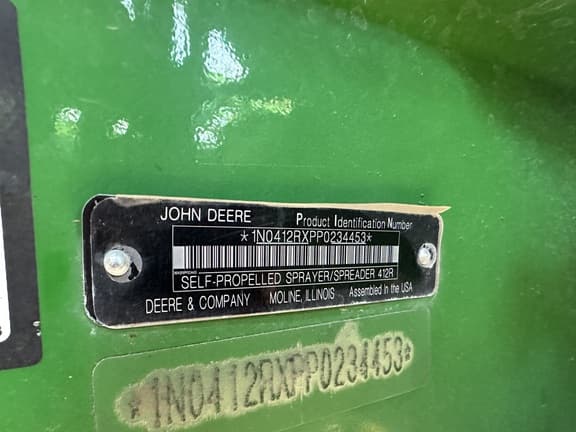 JOHN DEERE Product Identification Number
*1N0412RXPP0234453*
SELF-PROPELLED SPRAYER/SPREADER 412R
DEERE & COMPANY MOLINE, ILLINOIS Assembled in the USA
*1N0412RXPP0234453*